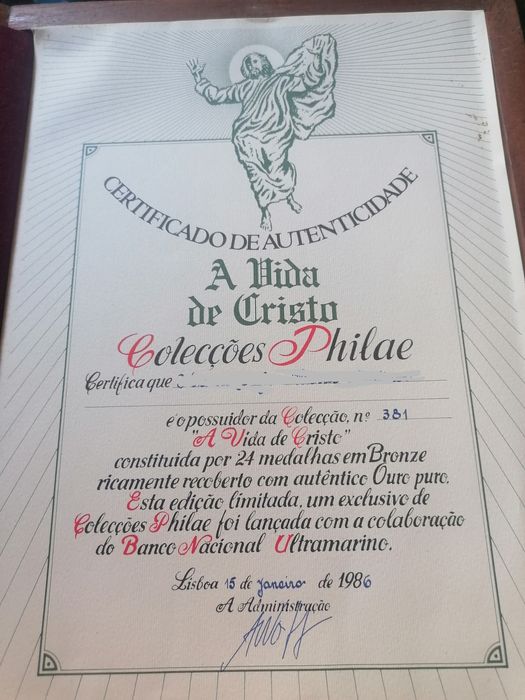 CERTIFICADO DE AUTENTICIDADE
A Vida
de Cristo
Colecções Philae
Certifica que
é o possuidor da Colecção, nº 381
"A Vida de Cristo"
constituida por 24 medalhas em Bronze
ricamente recoberto com autêntico Ouro puro.
Esta edição limitada, um exclusivo de
Colecções Philae foi lançada com a colaboração
do Banco Nacional Ultramarino.
Lisboa 15 de Janeiro de 1986
A Administração